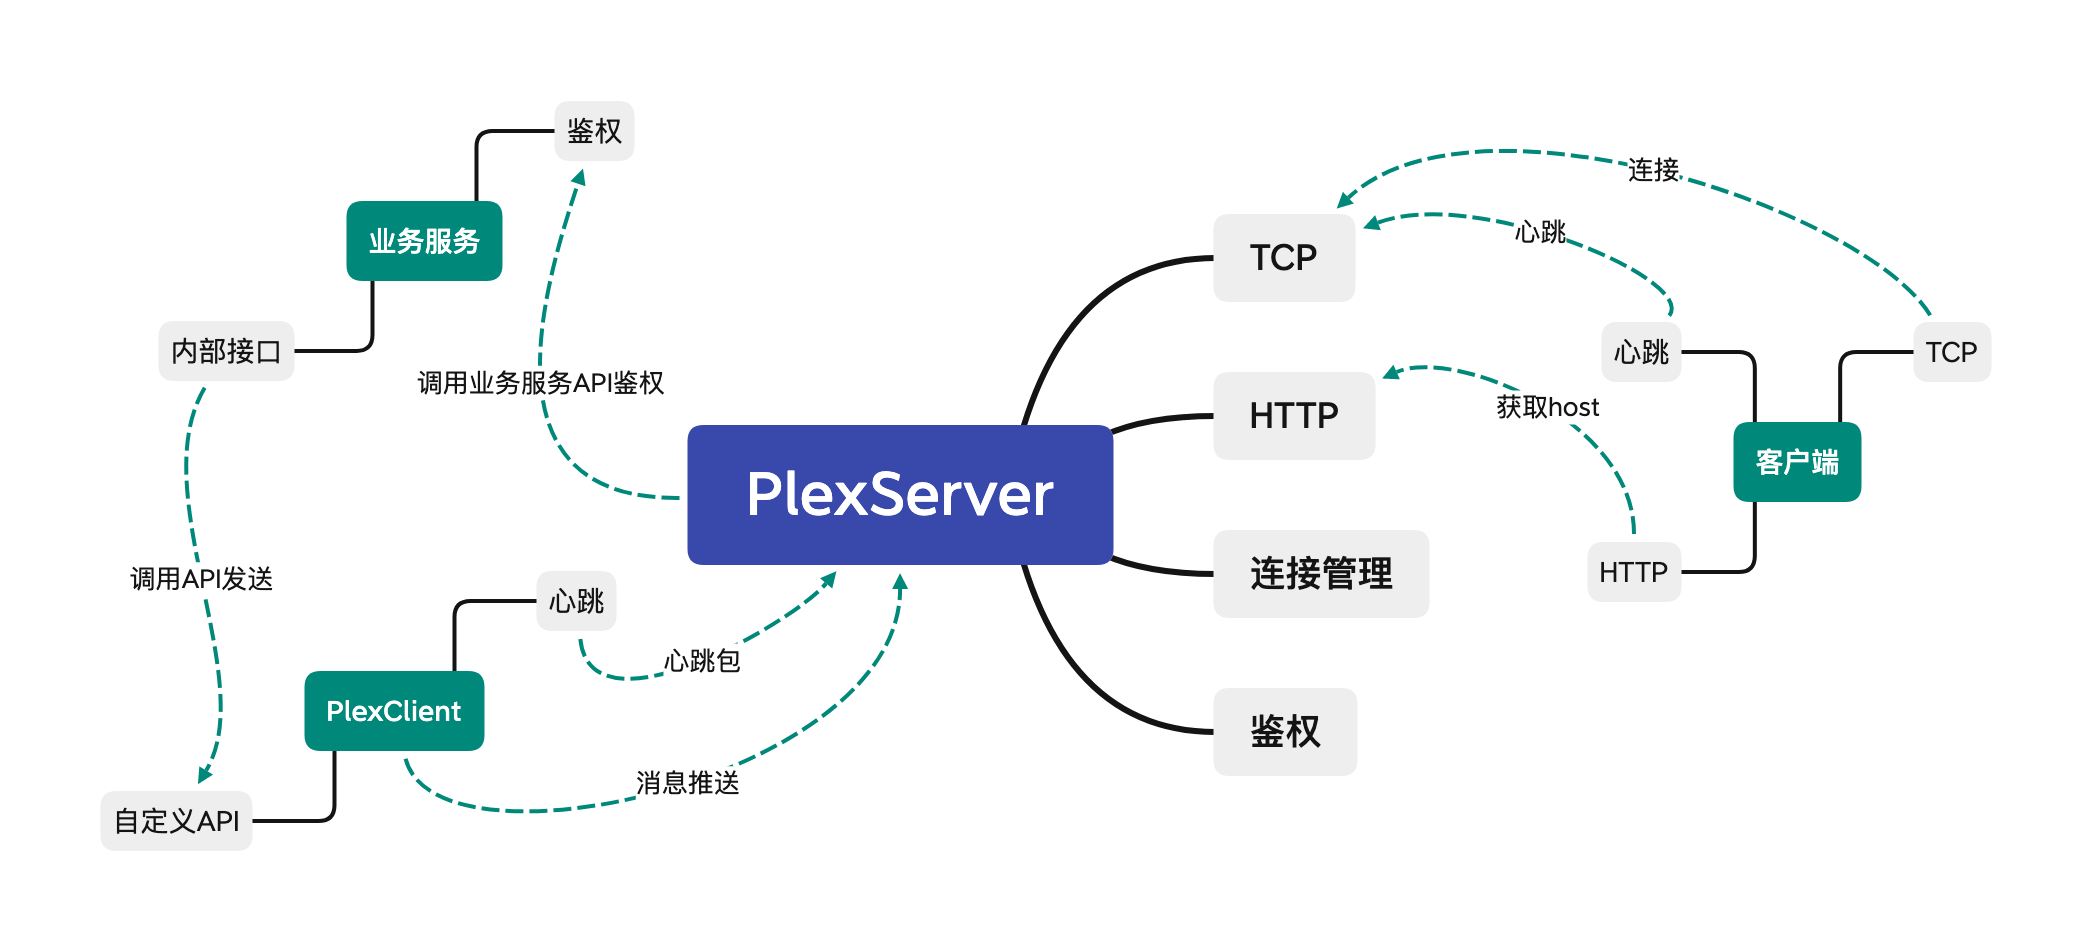 鉴权
业务服务
内部接口
调用业务服务API鉴权
调用API发送
心跳
心跳包
PlexClient
消息推送
自定义API
PlexServer
TCP
HTTP
连接管理
鉴权
连接
心跳
心跳
TCP
获取host
客户端
HTTP